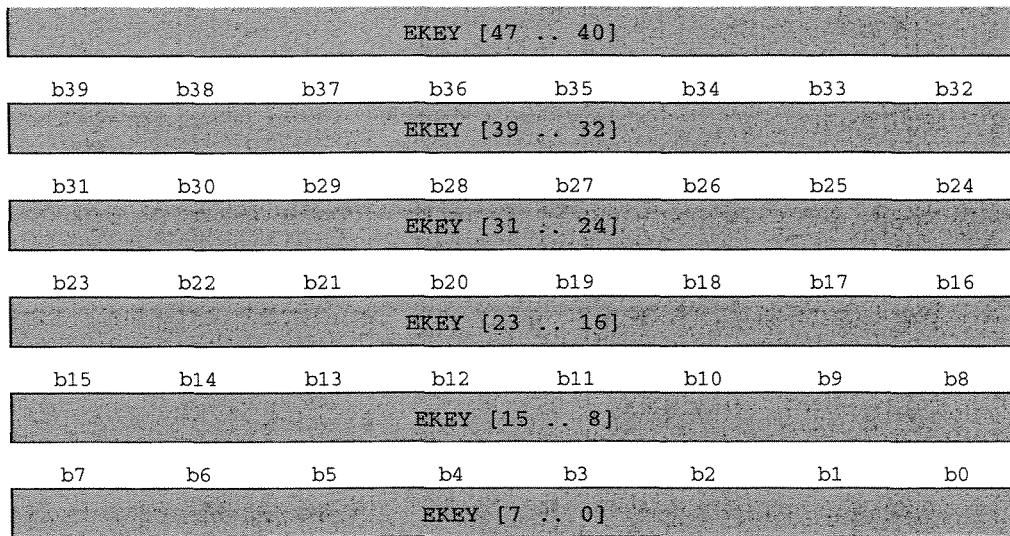 EKEY [47 .. 40]
b39 b38 b37 b36 b35 b34 b33 b32
EKEY [39 .. 32]
b31 b30 b29 b28 b27 b26 b25 b24
EKEY [31 .. 24]
b23 b22 b21 b20 b19 b18 b17 b16
EKEY [23 .. 16]
b15 b14 b13 b12 b11 b10 b9 b8
EKEY [15 .. 8]
b7 b6 b5 b4 b3 b2 b1 b0
EKEY [7 .. 0]